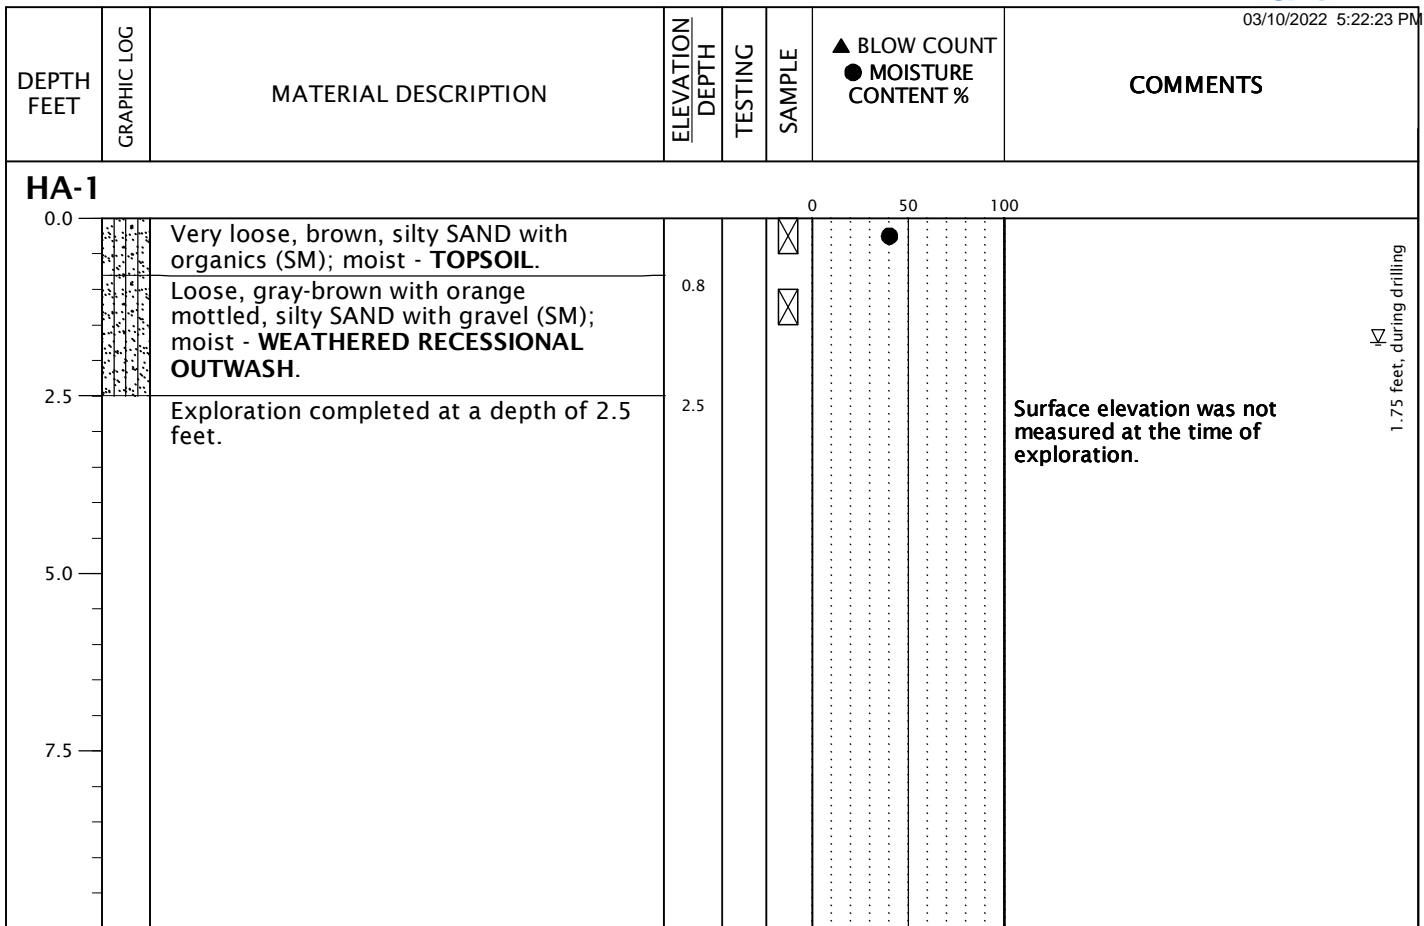 03/10/2022 5:22:23 PM
DEPTH
FEET
GRAPHIC LOG
MATERIAL DESCRIPTION
ELEVATION
DEPTH
TESTING
SAMPLE
▲ BLOW COUNT
● MOISTURE
CONTENT %
COMMENTS
HA-1
0 50 100
0.0
Very loose, brown, silty SAND with
organics (SM); moist - TOPSOIL.
0.8
Loose, gray-brown with orange
mottled, silty SAND with gravel (SM);
moist - WEATHERED RECESSIONAL
OUTWASH.
1.75 feet, during drilling
2.5
Exploration completed at a depth of 2.5
feet.
2.5
Surface elevation was not
measured at the time of
exploration.
5.0
7.5